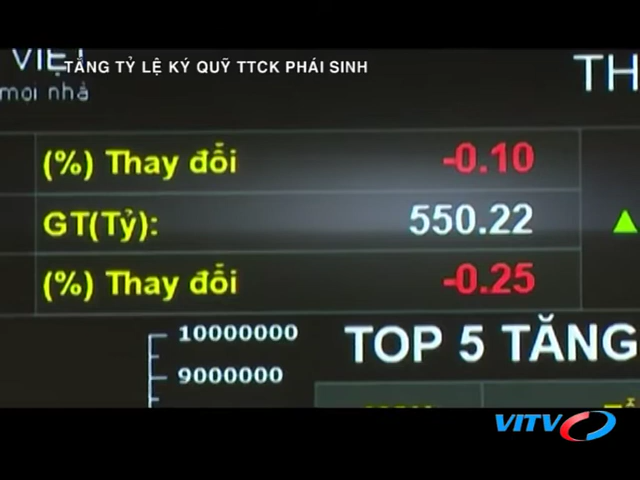 VIỆT
TĂNG TỶ LỆ KÝ QUỸ TTCK PHÁI SINH
TH
mọi nhà
(%) Thay đổi -0.10
GT(Tỷ): 550.22
(%) Thay đổi -0.25
10000000
TOP 5 TĂNG
9000000
VITV